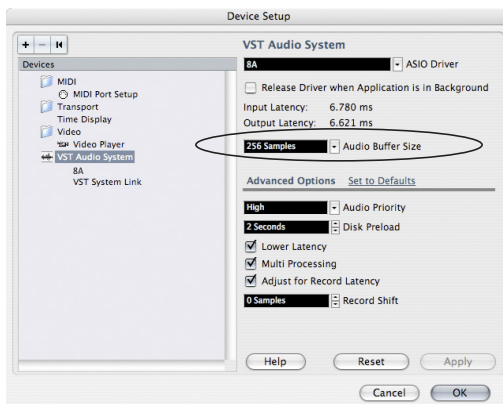 Device Setup
+ –
Devices
MIDI
MIDI Port Setup
Transport
Time Display
Video
Video Player
VST Audio System
8A
VST System Link
VST Audio System
8A ASIO Driver
Release Driver when Application is in Background
Input Latency: 6.780 ms
Output Latency: 6.621 ms
256 Samples Audio Buffer Size
Advanced Options Set to Defaults
High Audio Priority
2 Seconds Disk Preload
Lower Latency
Multi Processing
Adjust for Record Latency
0 Samples Record Shift
Help Reset Apply
Cancel OK